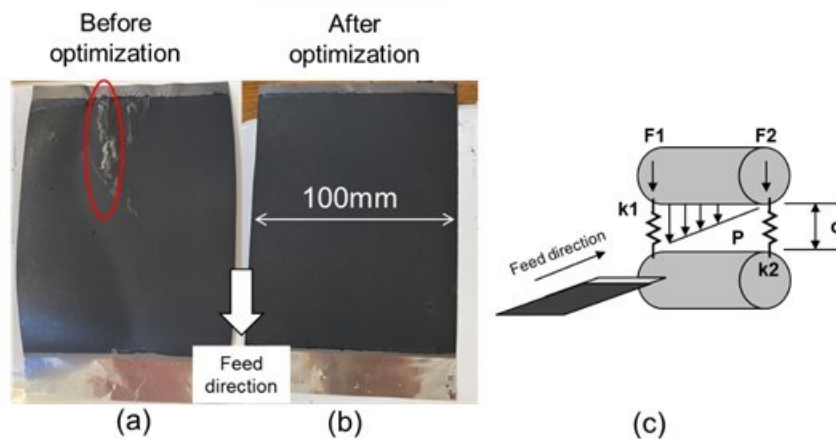 Before
optimization
After
optimization
100mm
Feed
direction
(a)
(b)
F1
F2
k1
P
k2
d
Feed direction
(c)